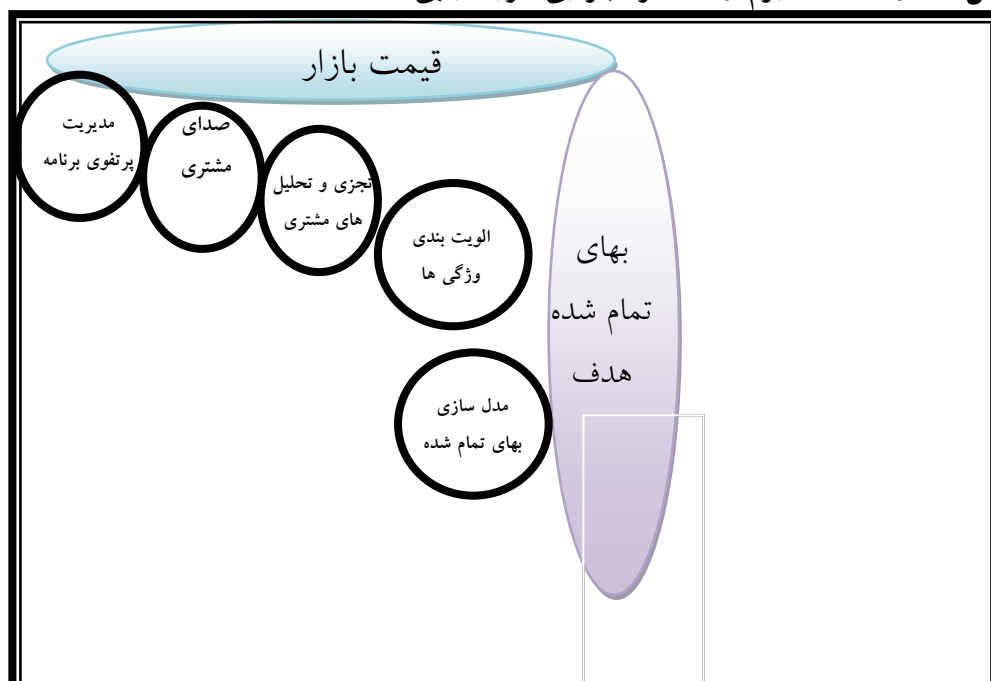 قیمت بازار
مدیریت
پرتفوی برنامه
صدای
مشتری
تجزی و تحلیل
های مشتری
الویت بندی
وژگی ها
بهای
تمام شده
هدف
مدل سازی
بهای تمام شده